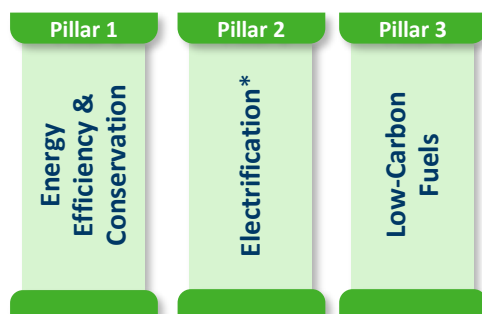 Pillar 1
Energy
Efficiency &
Conservation
Pillar 2
Electrification*
Pillar 3
Low-Carbon
Fuels